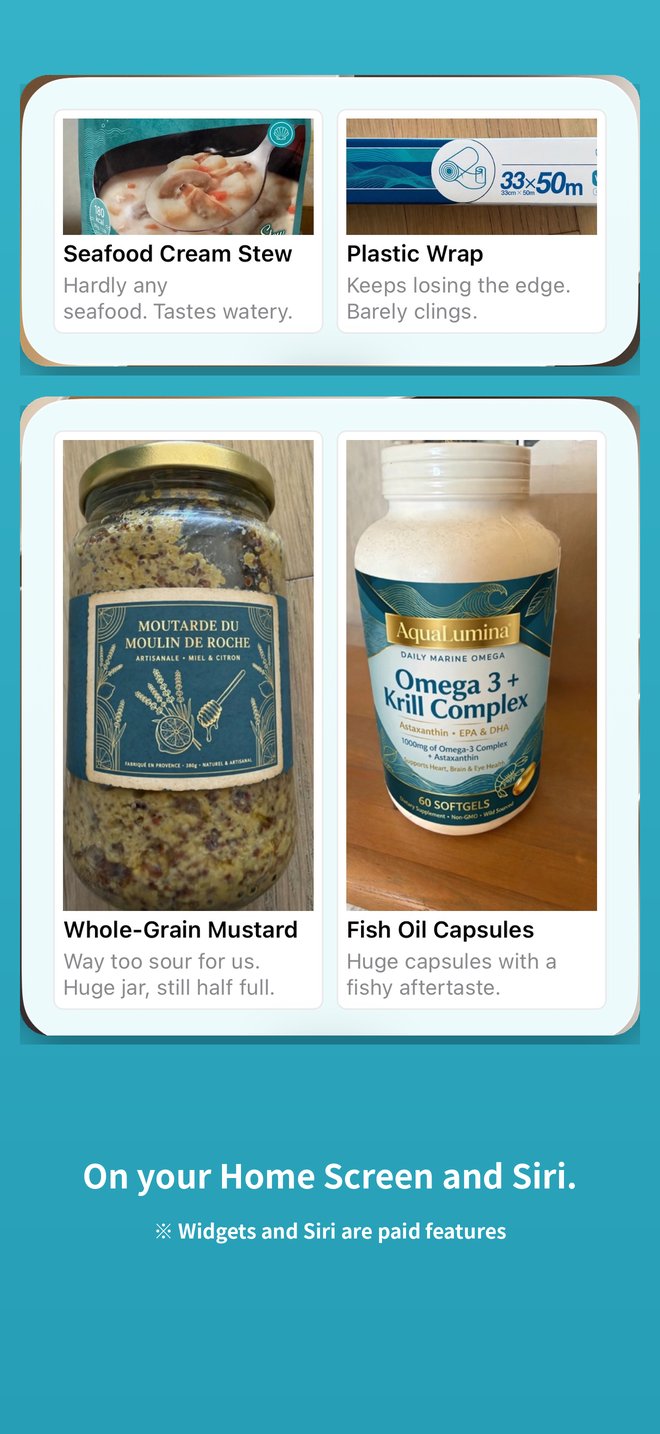 180
kcal
Stew
33×50m
33cm × 50m
Seafood Cream Stew
Hardly any
seafood. Tastes watery.
Plastic Wrap
Keeps losing the edge.
Barely clings.
MOUTARDE DU
MOULIN DE ROCHE
ARTISANALE • MIEL & CITRON
FABRIQUÉ EN PROVENCE · 380g · NATUREL & ARTISANAL
Whole-Grain Mustard
Way too sour for us.
Huge jar, still half full.
AquaLumina
DAILY MARINE OMEGA
Omega 3 +
Krill Complex
Astaxanthin • EPA & DHA
1000mg of Omega-3 Complex
+ Astaxanthin
Supports Heart, Brain & Eye Health
60 SOFTGELS
Dietary Supplement • Non-GMO • Wild Sourced
Fish Oil Capsules
Huge capsules with a
fishy aftertaste.
On your Home Screen and Siri.
※ Widgets and Siri are paid features